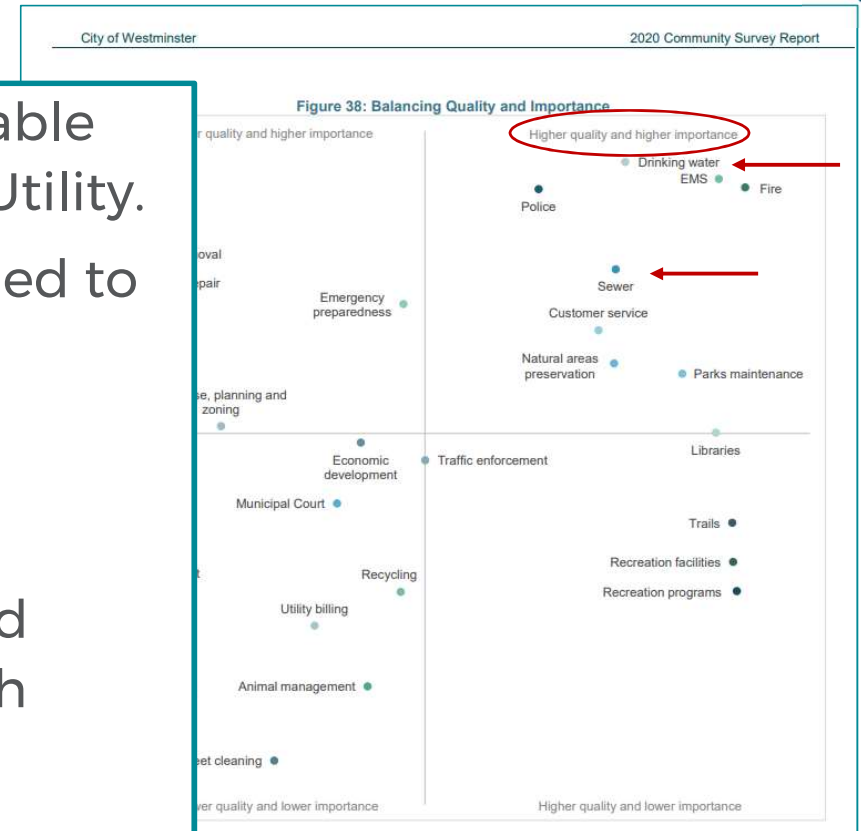 City of Westminster 2020 Community Survey Report
Figure 38: Balancing Quality and Importance
able
Utility.
ed to
d
h
r quality and higher importance
Higher quality and higher importance
Drinking water
EMS
Fire
Police
oval
epair
Sewer
Emergency
preparedness
Customer service
Natural areas
preservation
Parks maintenance
se, planning and
zoning
Libraries
Economic
development
Traffic enforcement
Municipal Court
Trails
Recreation facilities
Recycling
Recreation programs
Utility billing
Animal management
eet cleaning
wer quality and lower importance
Higher quality and lower importance